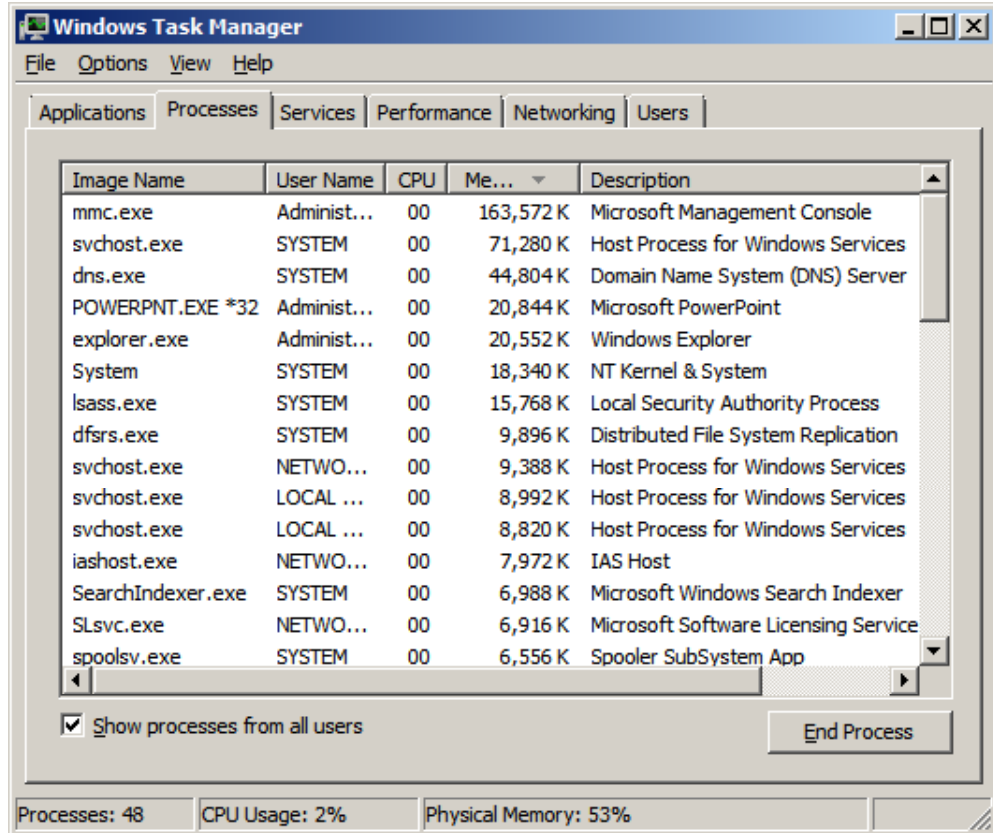 Windows Task Manager
File Options View Help
Applications Processes Services Performance Networking Users
Image Name User Name CPU Me... Description
mmc.exe Administ... 00 163,572 K Microsoft Management Console
svchost.exe SYSTEM 00 71,280 K Host Process for Windows Services
dns.exe SYSTEM 00 44,804 K Domain Name System (DNS) Server
POWERPNT.EXE *32 Administ... 00 20,844 K Microsoft PowerPoint
explorer.exe Administ... 00 20,552 K Windows Explorer
System SYSTEM 00 18,340 K NT Kernel & System
lsass.exe SYSTEM 00 15,768 K Local Security Authority Process
dfsrs.exe SYSTEM 00 9,896 K Distributed File System Replication
svchost.exe NETWO... 00 9,388 K Host Process for Windows Services
svchost.exe LOCAL ... 00 8,992 K Host Process for Windows Services
svchost.exe LOCAL ... 00 8,820 K Host Process for Windows Services
iashost.exe NETWO... 00 7,972 K IAS Host
SearchIndexer.exe SYSTEM 00 6,988 K Microsoft Windows Search Indexer
SLsvc.exe NETWO... 00 6,916 K Microsoft Software Licensing Service
spoolsv.exe SYSTEM 00 6,556 K Spooler SubSystem App
Show processes from all users
End Process
Processes: 48 CPU Usage: 2% Physical Memory: 53%